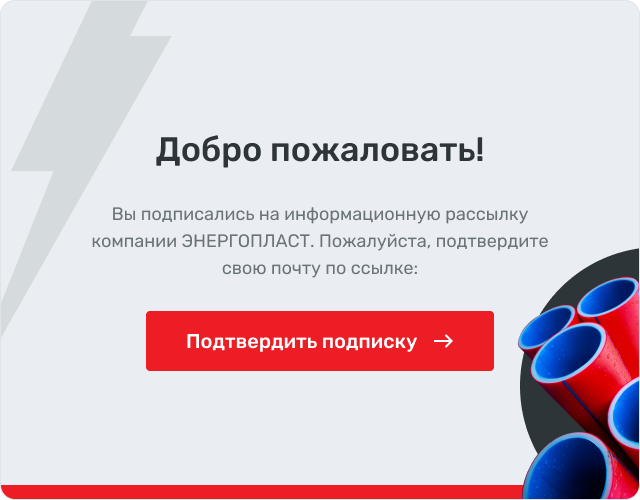 Добро пожаловать!
Вы подписались на информационную рассылку
компании ЭНЕРГОПЛАСТ. Пожалуйста, подтвердите
свою почту по ссылке:
Подтвердить подписку →